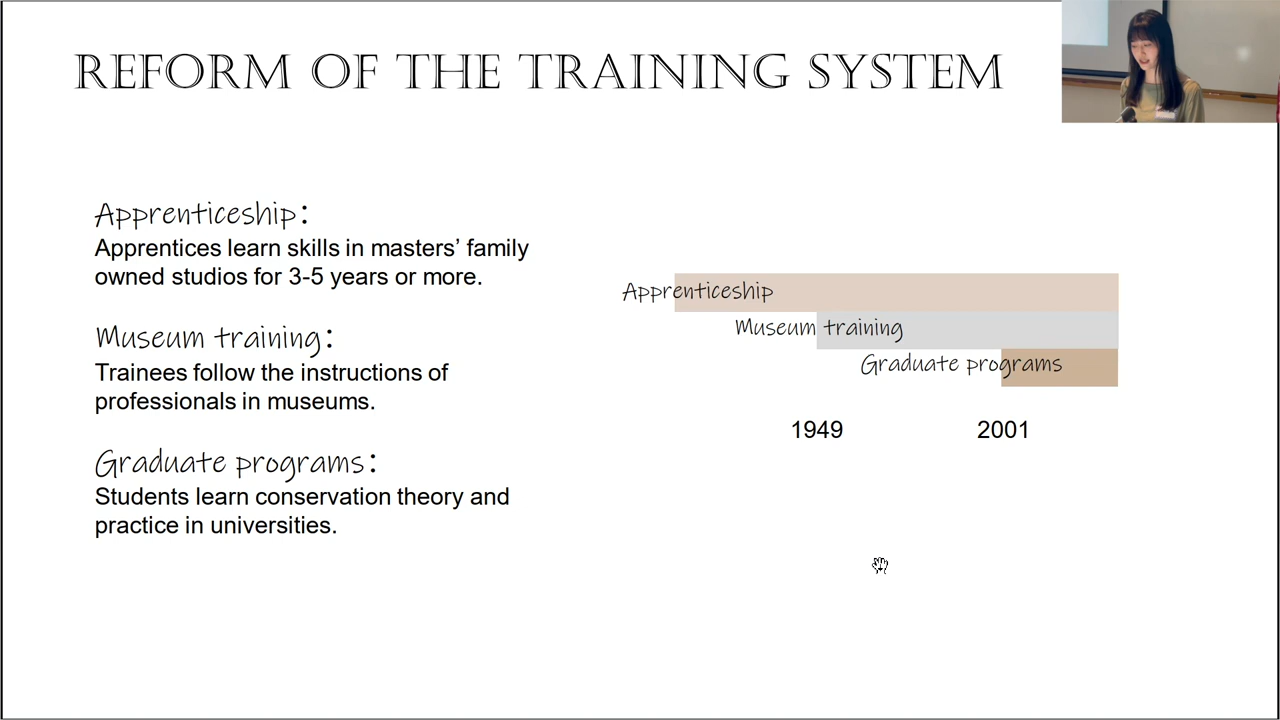 REFORM OF THE TRAINING SYSTEM
Apprenticeship:
Apprentices learn skills in masters’ family
owned studios for 3-5 years or more.
Museum training:
Trainees follow the instructions of
professionals in museums.
Graduate programs:
Students learn conservation theory and
practice in universities.
Apprenticeship
Museum training
Graduate programs
1949
2001